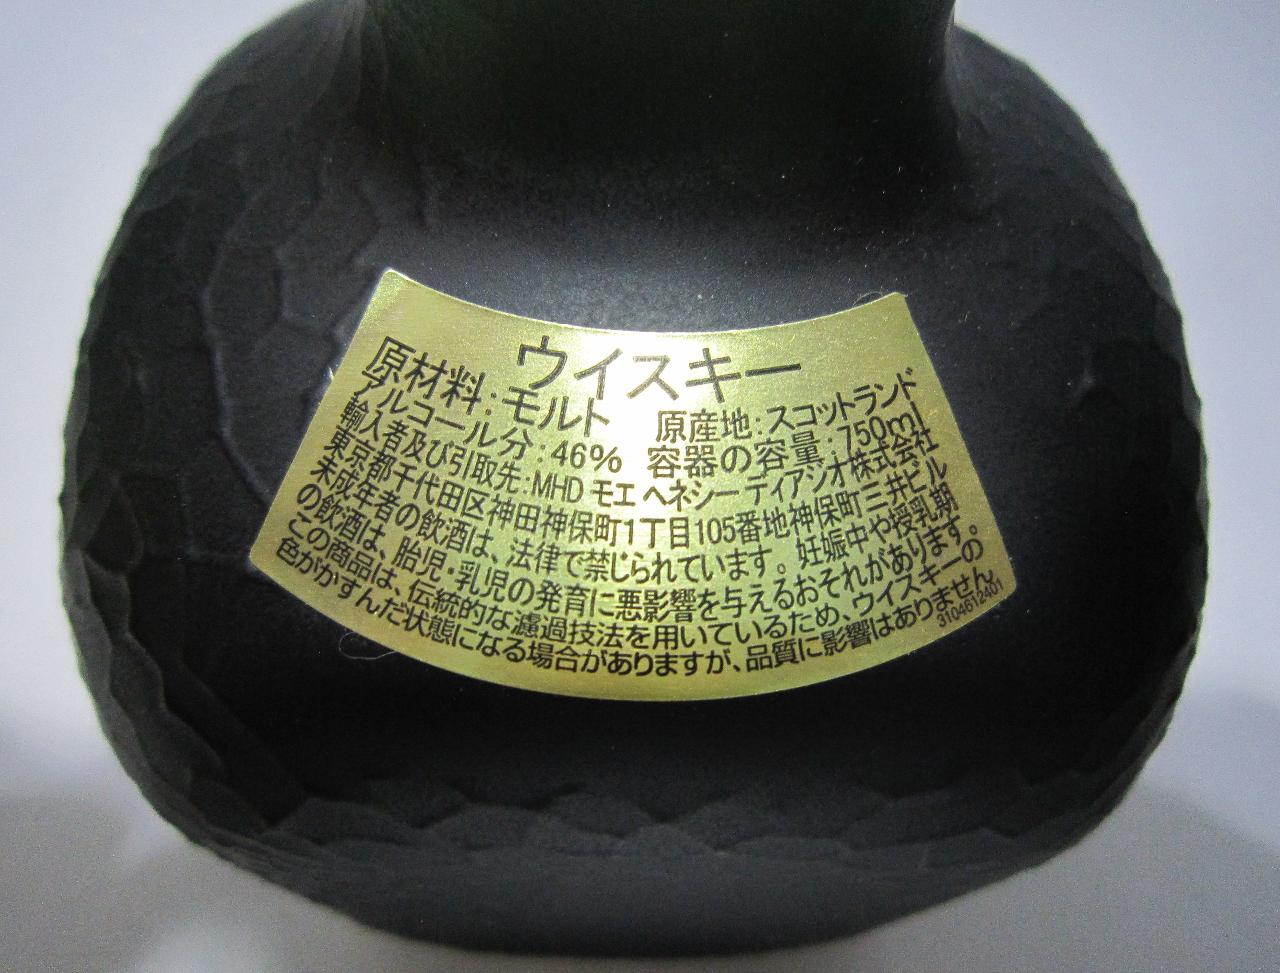 ウイスキー
原材料:モルト 原産地:スコットランド
アルコール分:46% 容器の容量:750ml
輸入者及び引取先:MHD モエ ヘネシー ディアジオ株式会社
東京都千代田区神田神保町1丁目105番地神保町三井ビル
未成年者の飲酒は、法律で禁じられています。妊娠中や授乳期
の飲酒は、胎児・乳児の発育に悪影響を与えるおそれがあります。
この商品は、伝統的な濾過技法を用いているため、ウイスキーの
色がかすんだ状態になる場合がありますが、品質に影響はありません。
3104612401